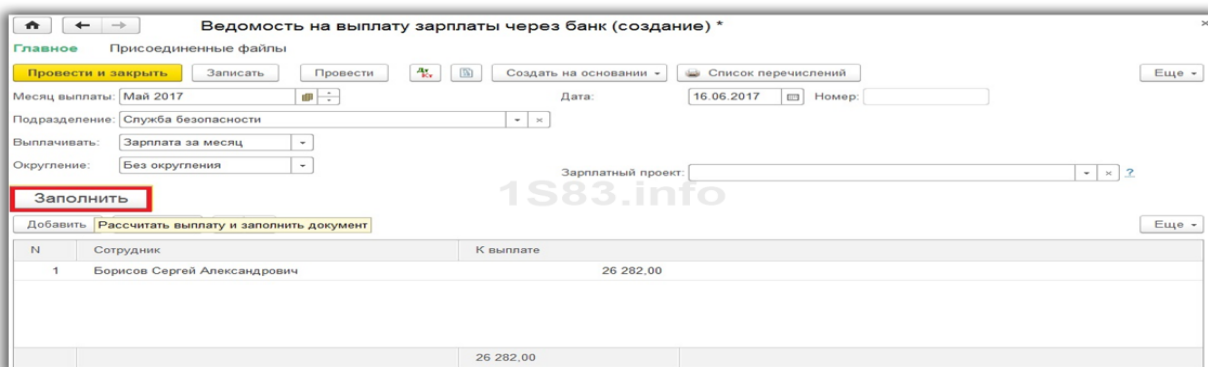 Ведомость на выплату зарплаты через банк (создание) *
Главное Присоединенные файлы
Провести и закрыть Записать Провести Дт Кт Создать на основании Список перечислений Еще
Месяц выплаты: Май 2017 Дата: 16.06.2017 Номер:
Подразделение: Служба безопасности
Выплачивать: Зарплата за месяц
Округление: Без округления Зарплатный проект: ?
1S83.info
Заполнить
Добавить Рассчитать выплату и заполнить документ Еще
N Сотрудник К выплате
1 Борисов Сергей Александрович 26 282,00
26 282,00